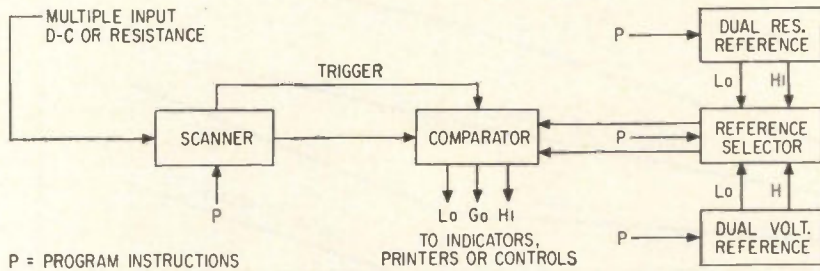 MULTIPLE INPUT
D-C OR RESISTANCE
TRIGGER
SCANNER
P
COMPARATOR
Lo Go Hi
TO INDICATORS,
PRINTERS OR CONTROLS
P
DUAL RES.
REFERENCE
Lo Hi
P
REFERENCE
SELECTOR
Lo H
P
DUAL VOLT.
REFERENCE
P = PROGRAM INSTRUCTIONS